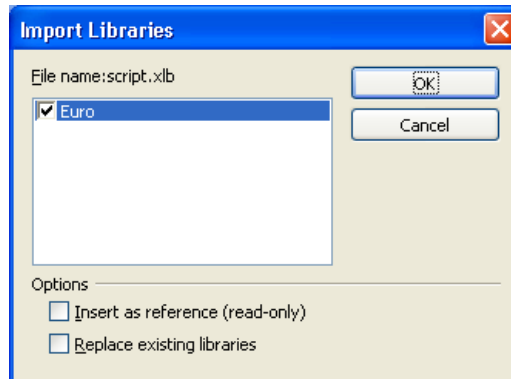 Import Libraries
File name:script.xlb
OK
Euro
Cancel
Options
Insert as reference (read-only)
Replace existing libraries